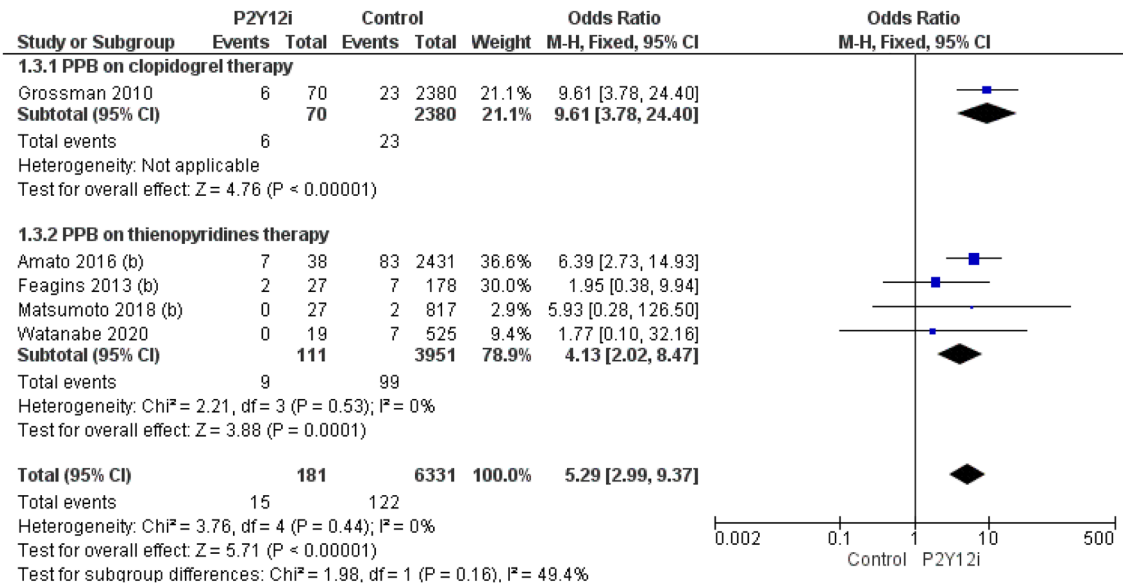 P2Y12i Control Odds Ratio Odds Ratio
Study or Subgroup Events Total Events Total Weight M-H, Fixed, 95% CI M-H, Fixed, 95% CI
1.3.1 PPB on clopidogrel therapy
Grossman 2010 6 70 23 2380 21.1% 9.61 [3.78, 24.40]
Subtotal (95% CI) 70 2380 21.1% 9.61 [3.78, 24.40]
Total events 6 23
Heterogeneity: Not applicable
Test for overall effect: Z = 4.76 (P < 0.00001)
1.3.2 PPB on thienopyridines therapy
Amato 2016 (b) 7 38 83 2431 36.6% 6.39 [2.73, 14.93]
Feagins 2013 (b) 2 27 7 178 30.0% 1.95 [0.38, 9.94]
Matsumoto 2018 (b) 0 27 2 817 2.9% 5.93 [0.28, 126.50]
Watanabe 2020 0 19 7 525 9.4% 1.77 [0.10, 32.16]
Subtotal (95% CI) 111 3951 78.9% 4.13 [2.02, 8.47]
Total events 9 99
Heterogeneity: Chi² = 2.21, df = 3 (P = 0.53); I² = 0%
Test for overall effect: Z = 3.88 (P = 0.0001)
Total (95% CI) 181 6331 100.0% 5.29 [2.99, 9.37]
Total events 15 122
Heterogeneity: Chi² = 3.76, df = 4 (P = 0.44); I² = 0%
Test for overall effect: Z = 5.71 (P < 0.00001)
Test for subgroup differences: Chi² = 1.98, df = 1 (P = 0.16), I² = 49.4%
0.002 0.1 1 10 500
Control P2Y12i